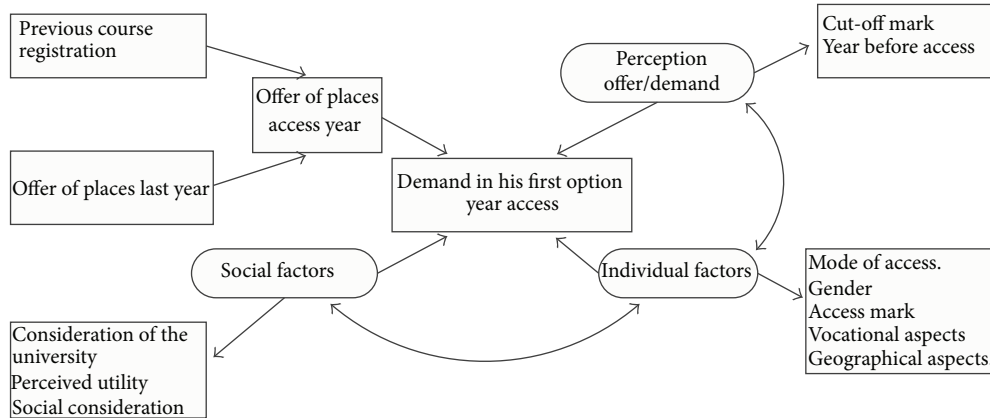 Previous course
registration
Cut-off mark
Year before access
Perception
offer/demand
Offer of places
access year
Offer of places last year
Demand in his first option
year access
Social factors
Individual factors
Mode of access.
Gender
Access mark
Vocational aspects
Geographical aspects.
Consideration of the
university
Perceived utility
Social consideration